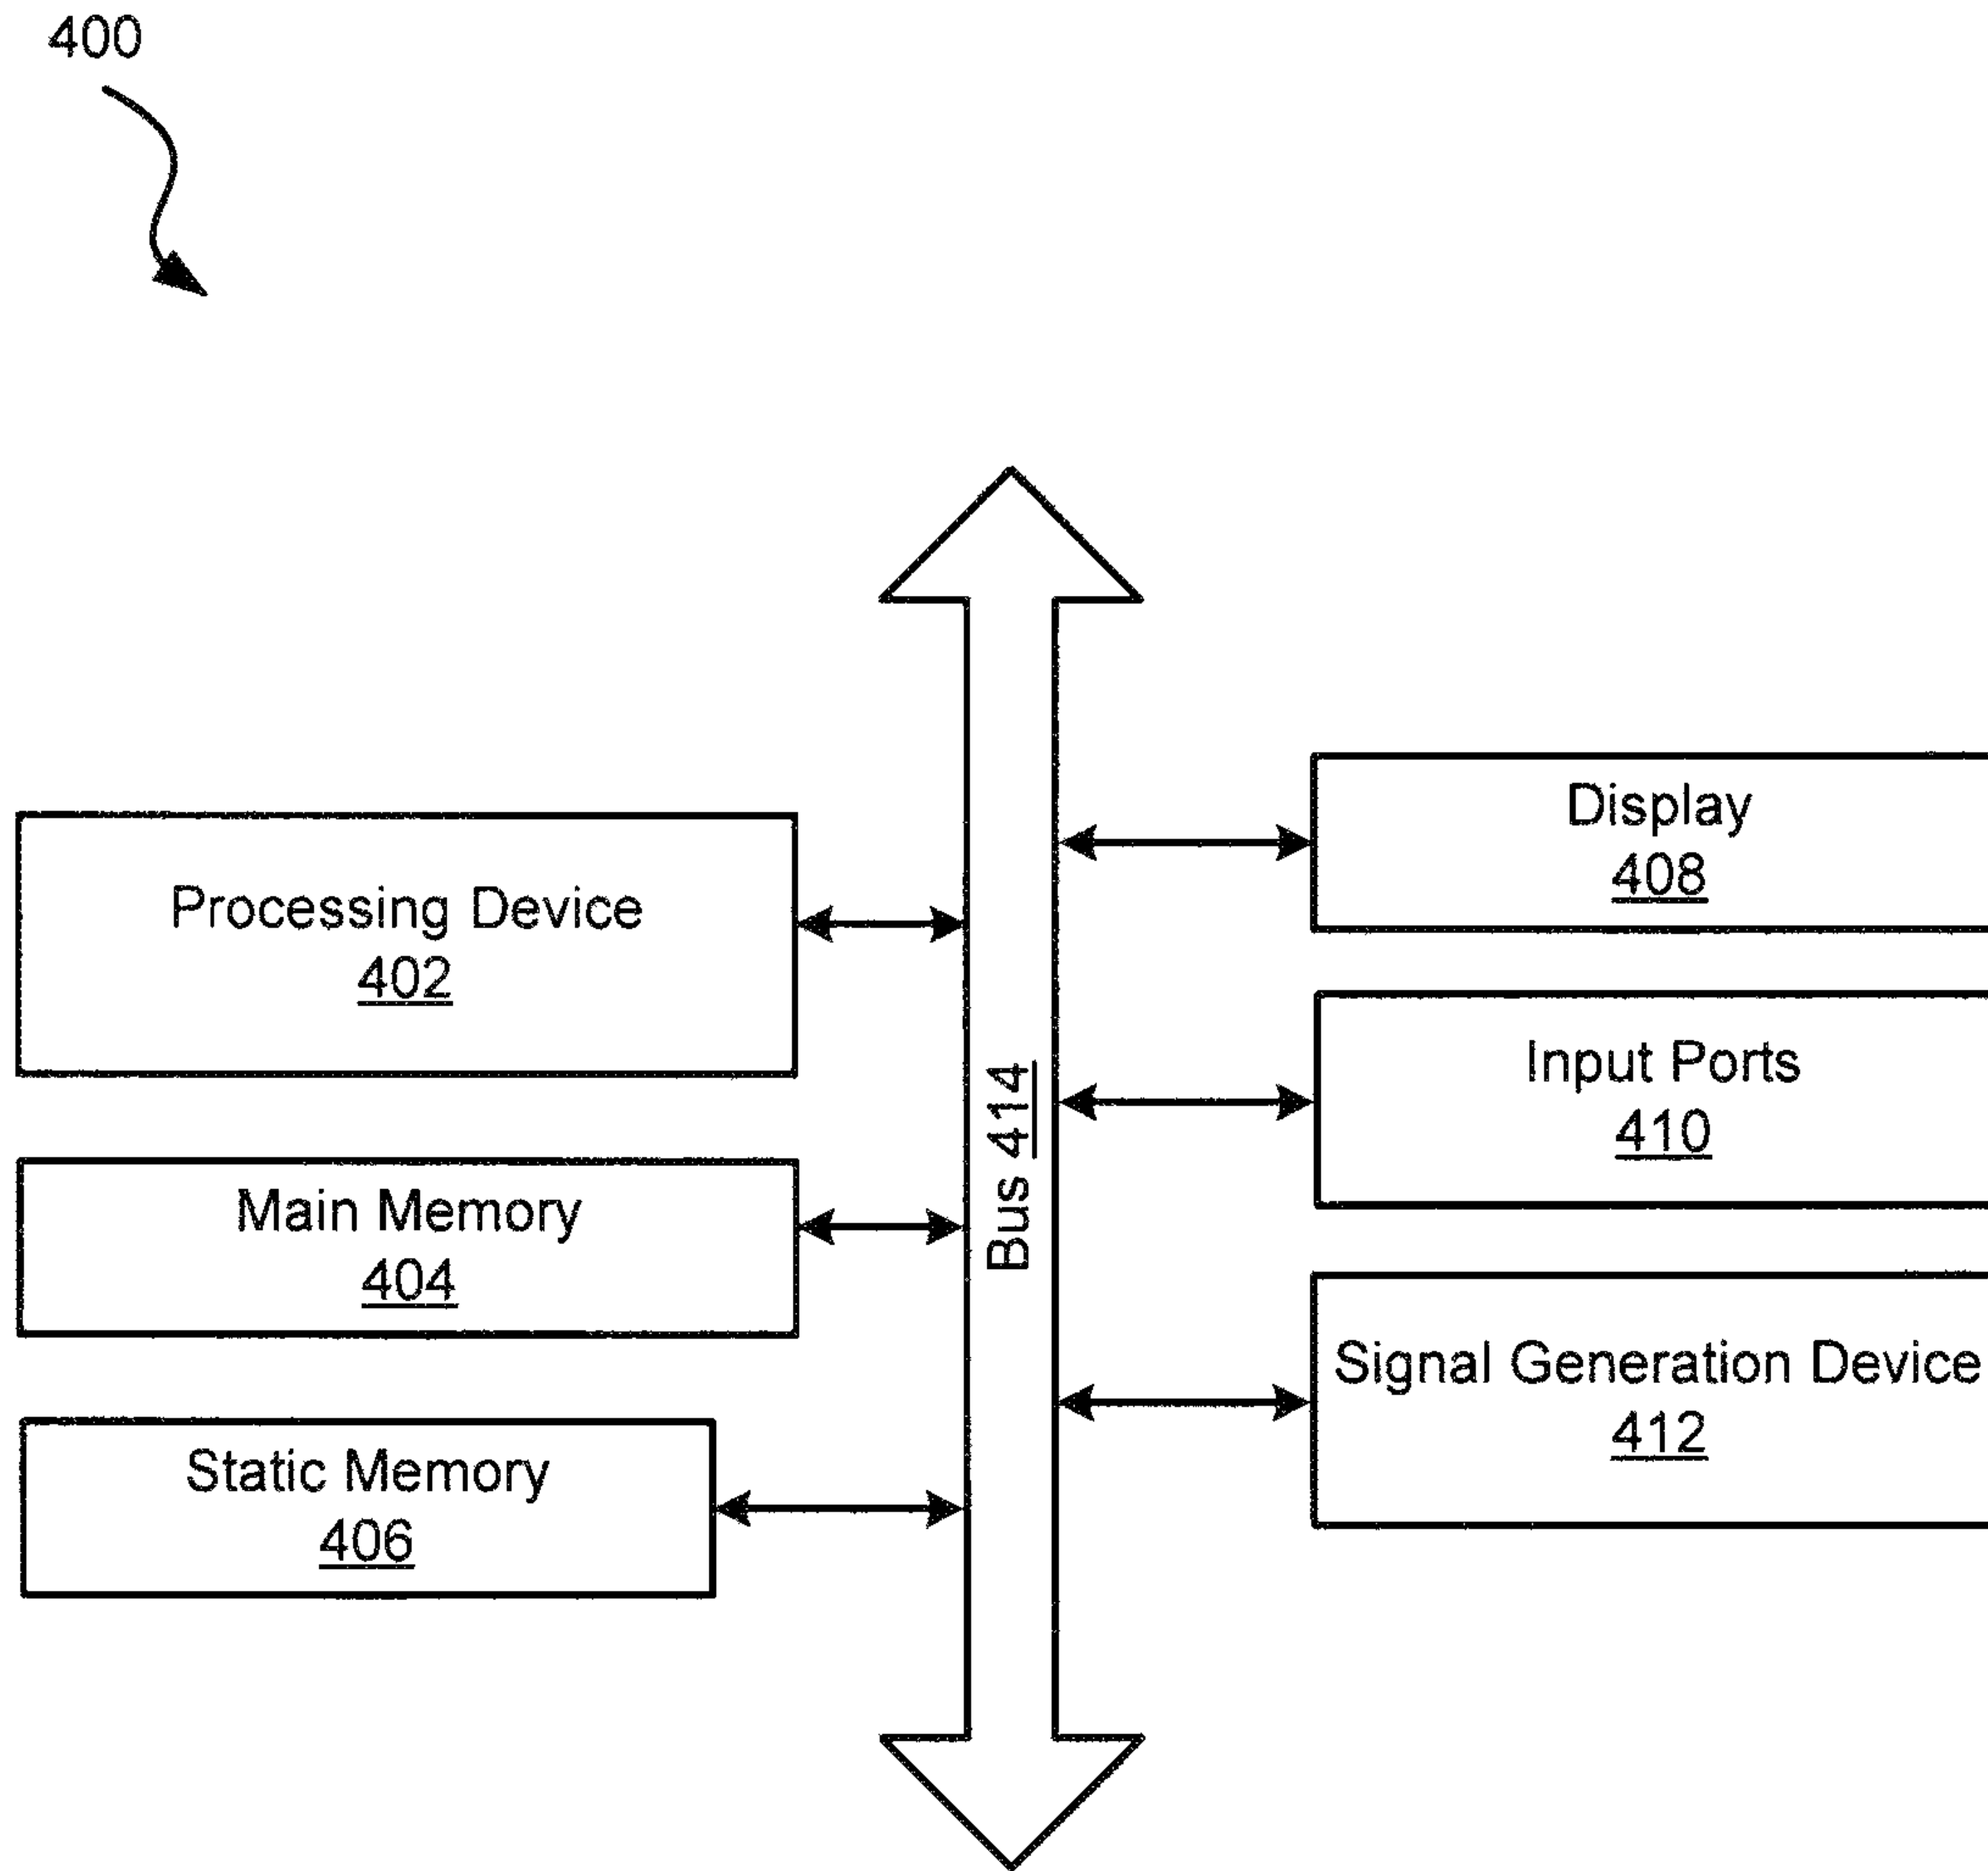 400
Processing Device
402
Main Memory
404
Static Memory
406
Bus 414
Display
408
Input Ports
410
Signal Generation Device
412